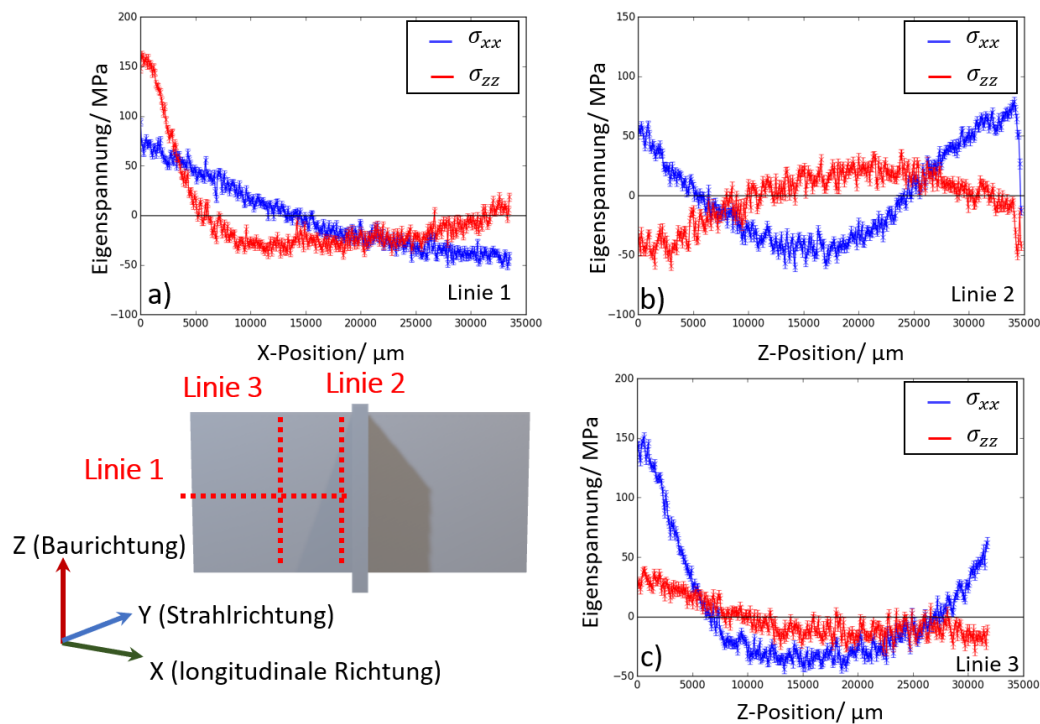 200
150
100
50
0
−50
−100
Eigenspannung/ MPa
σxx
σzz
a)
Linie 1
0 5000 10000 15000 20000 25000 30000 35000
X-Position/ µm
150
100
50
0
−50
−100
Eigenspannung/ MPa
σxx
σzz
b)
Linie 2
0 5000 10000 15000 20000 25000 30000 35000
Z-Position/ µm
Linie 3
Linie 2
Linie 1
Z (Baurichtung)
Y (Strahlrichtung)
X (longitudinale Richtung)
200
150
100
50
0
−50
Eigenspannung/ MPa
σxx
σzz
c)
Linie 3
0 5000 10000 15000 20000 25000 30000 35000
Z-Position/ µm